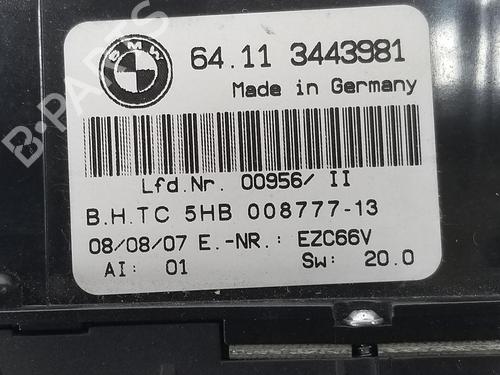 BMW
64.11 3443981
Made in Germany
Lfd.Nr. 00956/ II
B.H.TC 5HB 008777-13
08/08/07 E.-NR.: EZC66V
AI: 01 Sw: 20.0
B-PARTS